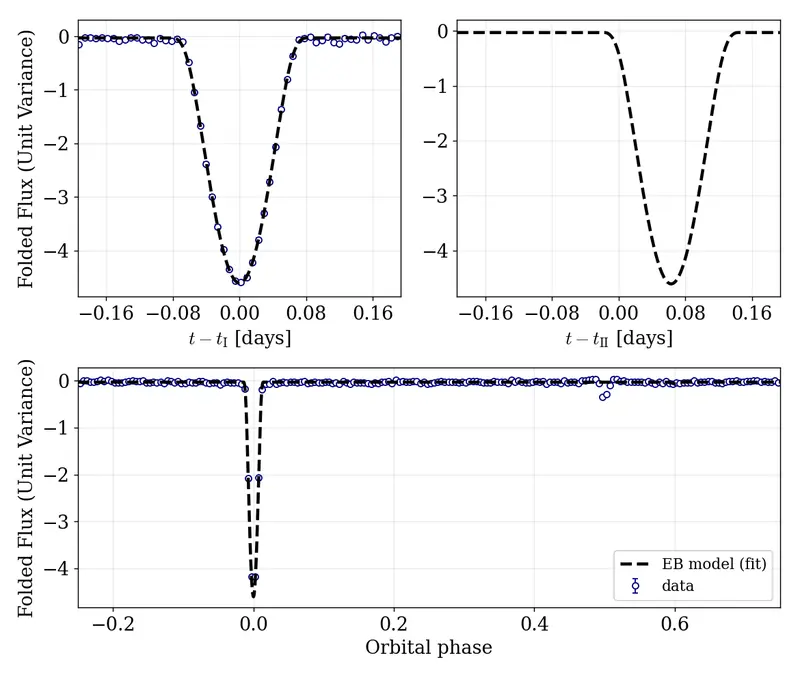 Folded Flux (Unit Variance)
0
−1
−2
−3
−4
−0.16 −0.08 0.00 0.08 0.16
t − tI [days]
0
−1
−2
−3
−4
−0.16 −0.08 0.00 0.08 0.16
t − tII [days]
Folded Flux (Unit Variance)
0
−1
−2
−3
−4
−0.2 0.0 0.2 0.4 0.6
Orbital phase
EB model (fit)
data